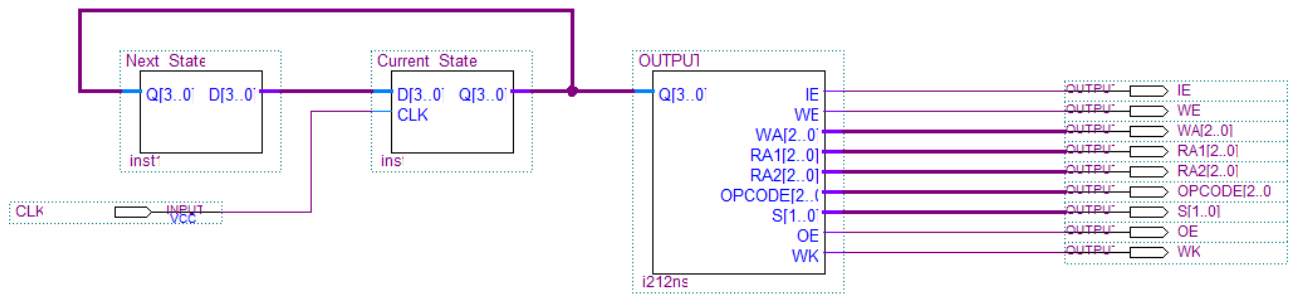 Next State
Q[3..0] D[3..0]
inst1
Current State
D[3..0] Q[3..0]
CLK
inst
OUTPUT
Q[3..0]
IE
WE
WA[2..0]
RA1[2..0]
RA2[2..0]
OPCODE[2..0
S[1..0]
OE
WK
i212ns
CLK
INPUT
VCC
OUTPUT IE
OUTPUT WE
OUTPUT WA[2..0]
OUTPUT RA1[2..0]
OUTPUT RA2[2..0]
OUTPUT OPCODE[2..0
OUTPUT S[1..0]
OUTPUT OE
OUTPUT WK